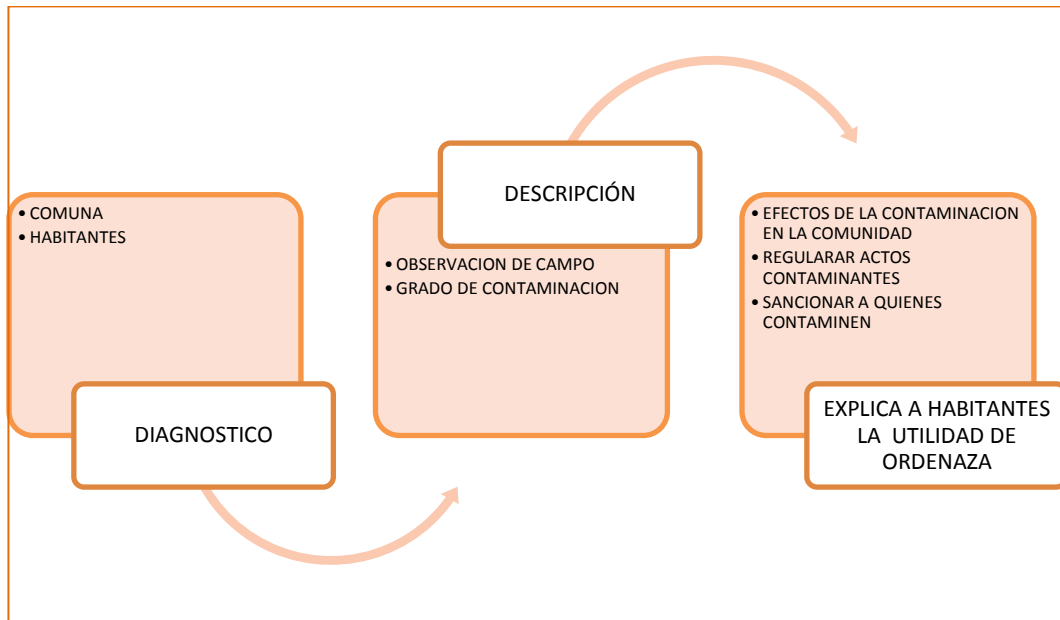 • COMUNA
• HABITANTES
DIAGNOSTICO
DESCRIPCIÓN
• OBSERVACION DE CAMPO
• GRADO DE CONTAMINACION
• EFECTOS DE LA CONTAMINACION
EN LA COMUNIDAD
• REGULARAR ACTOS
CONTAMINANTES
• SANCIONAR A QUIENES
CONTAMINEN
EXPLICA A HABITANTES
LA UTILIDAD DE
ORDENAZA